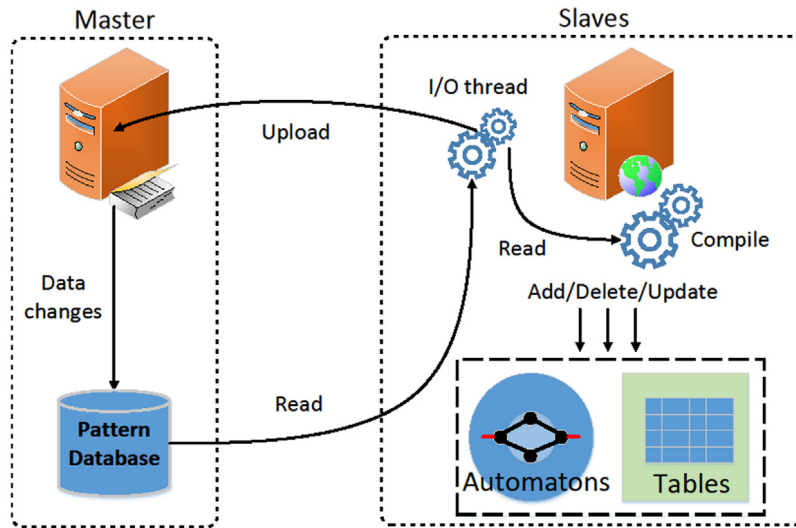 Master
Slaves
I/O thread
Upload
Read
Compile
Data
changes
Add/Delete/Update
Read
Pattern
Database
Automatons
Tables